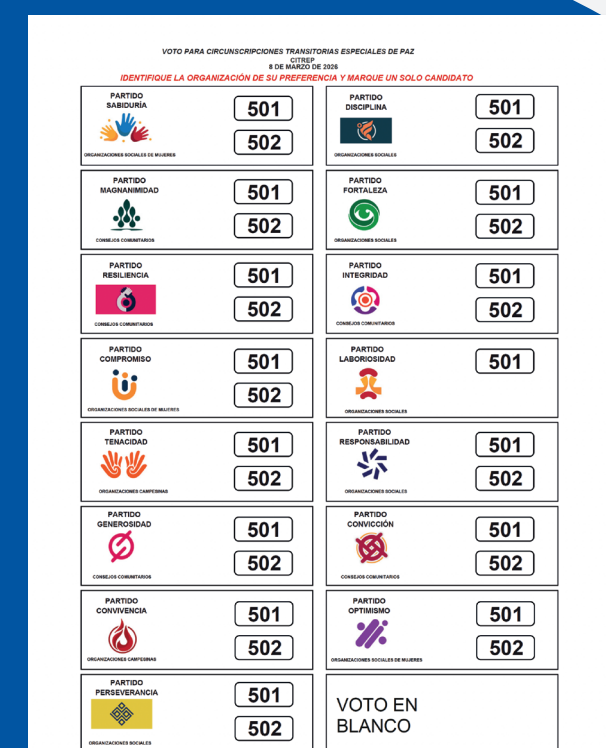 VOTO PARA CIRCUNSCRIPCIONES TRANSITORIAS ESPECIALES DE PAZ
CITREP
8 DE MARZO DE 2026
IDENTIFIQUE LA ORGANIZACIÓN DE SU PREFERENCIA Y MARQUE UN SOLO CANDIDATO
PARTIDO
SABIDURÍA
501
502
ORGANIZACIONES SOCIALES DE MUJERES
PARTIDO
DISCIPLINA
501
502
ORGANIZACIONES SOCIALES
PARTIDO
MAGNANIMIDAD
501
502
CONSEJOS COMUNITARIOS
PARTIDO
FORTALEZA
501
502
ORGANIZACIONES SOCIALES
PARTIDO
RESILIENCIA
501
502
CONSEJOS COMUNITARIOS
PARTIDO
INTEGRIDAD
501
502
CONSEJOS COMUNITARIOS
PARTIDO
COMPROMISO
501
502
ORGANIZACIONES SOCIALES DE MUJERES
PARTIDO
LABORIOSIDAD
501
ORGANIZACIONES SOCIALES
PARTIDO
TENACIDAD
501
502
ORGANIZACIONES CAMPESINAS
PARTIDO
RESPONSABILIDAD
501
502
ORGANIZACIONES SOCIALES
PARTIDO
GENEROSIDAD
501
502
CONSEJOS COMUNITARIOS
PARTIDO
CONVICCIÓN
501
502
CONSEJOS COMUNITARIOS
PARTIDO
CONVIVENCIA
501
502
ORGANIZACIONES CAMPESINAS
PARTIDO
OPTIMISMO
501
502
ORGANIZACIONES SOCIALES DE MUJERES
PARTIDO
PERSEVERANCIA
501
502
ORGANIZACIONES SOCIALES
VOTO EN
BLANCO